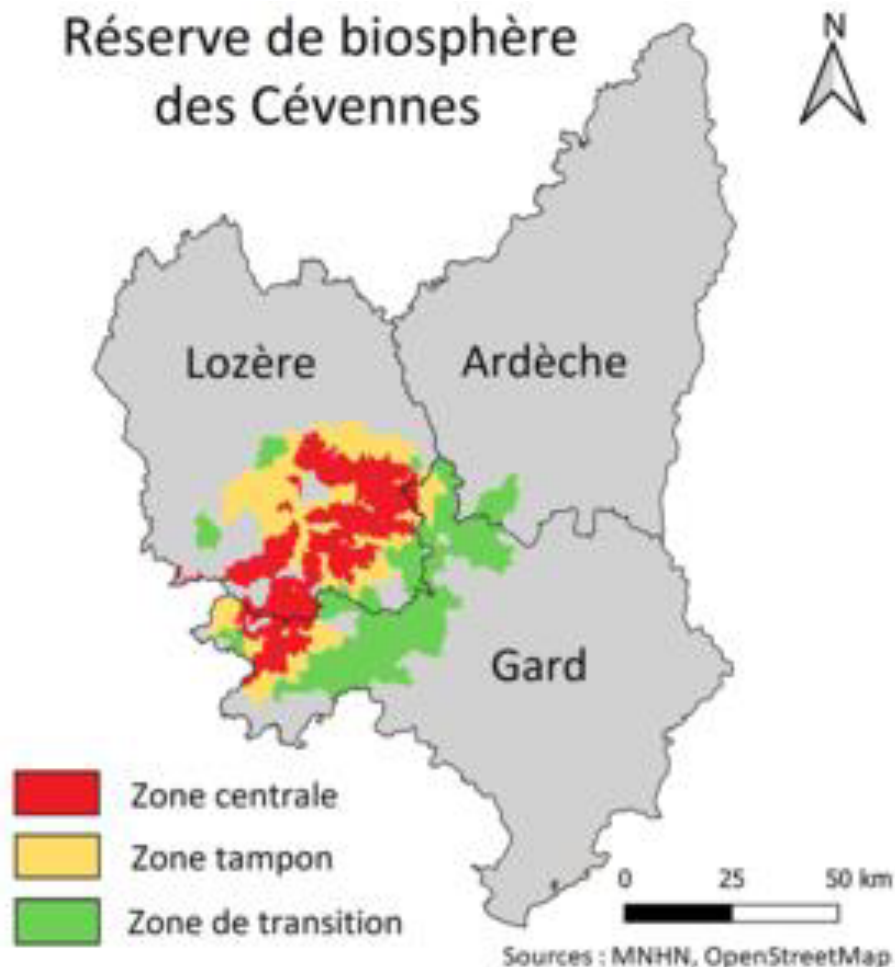 Réserve de biosphère
des Cévennes
N
Lozère
Ardèche
Gard
Zone centrale
Zone tampon
Zone de transition
0 25 50 km
Sources : MNHN, OpenStreetMap